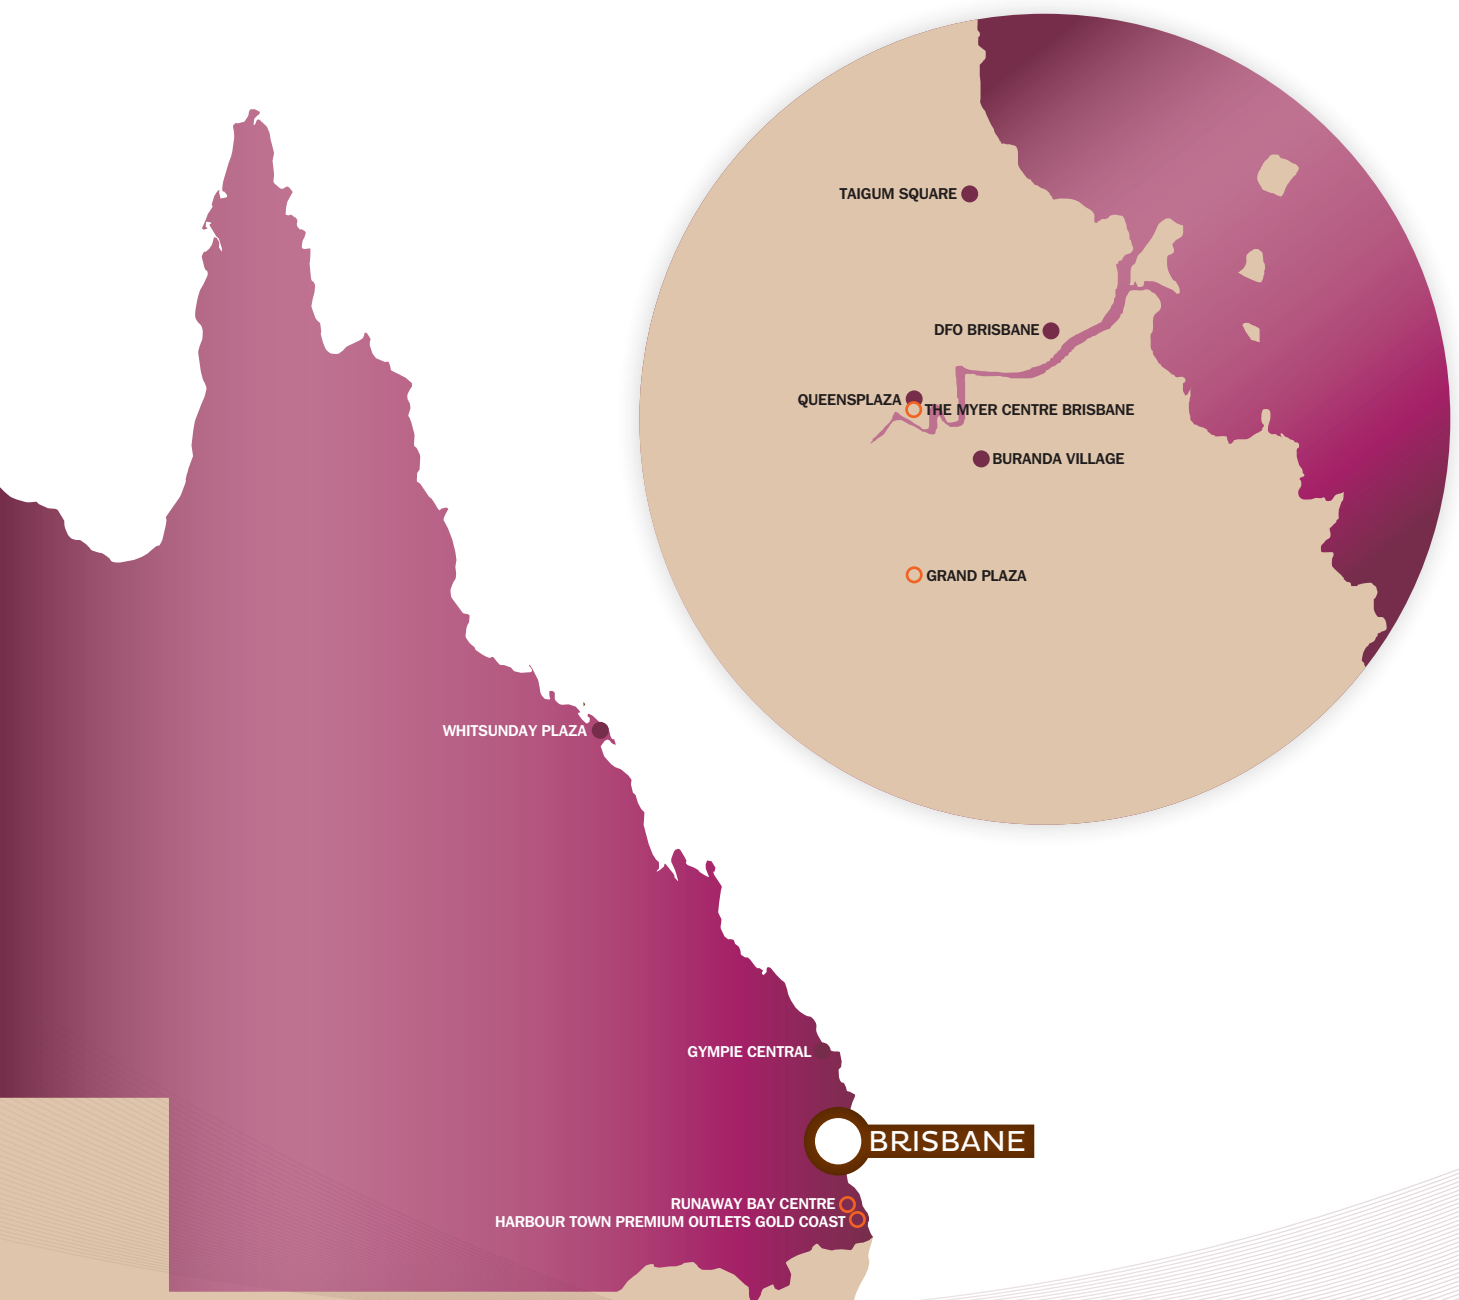 TAIGUM SQUARE
DFO BRISBANE
QUEENSPLAZA
THE MYER CENTRE BRISBANE
BURANDA VILLAGE
GRAND PLAZA
WHITSUNDAY PLAZA
GYMPIE CENTRAL
BRISBANE
RUNAWAY BAY CENTRE
HARBOUR TOWN PREMIUM OUTLETS GOLD COAST